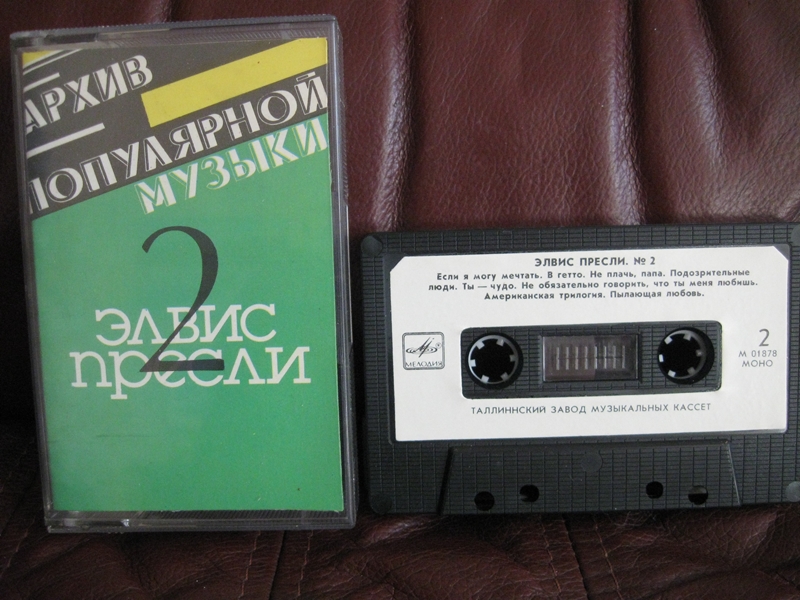 АРХИВ
ПОПУЛЯРНОЙ
МУЗЫКИ
2
ЭЛВИС
ПРЕСЛИ
ЭЛВИС ПРЕСЛИ. № 2
Если я могу мечтать. В гетто. Не плачь, папа. Подозрительные
люди. Ты — чудо. Не обязательно говорить, что ты меня любишь.
Американская трилогия. Пылающая любовь.
МЕЛОДИЯ
2
М 01878
МОНО
ТАЛЛИННСКИЙ ЗАВОД МУЗЫКАЛЬНЫХ КАССЕТ